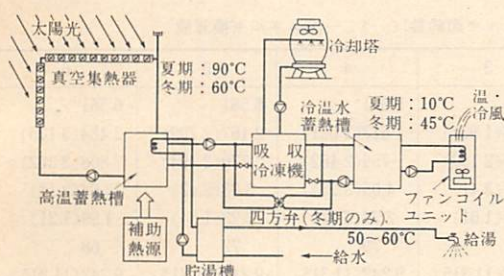 太陽光
真空集熱器
夏期：90℃
冬期：60℃
冷却塔
冷温水
蓄熱槽
夏期：10℃
冬期：45℃
温・
冷風
吸収
冷凍機
高温蓄熱槽
補助
熱源
四方弁(冬期のみ)
ファンコイル
ユニット
50〜60℃
給湯
給水
貯湯槽